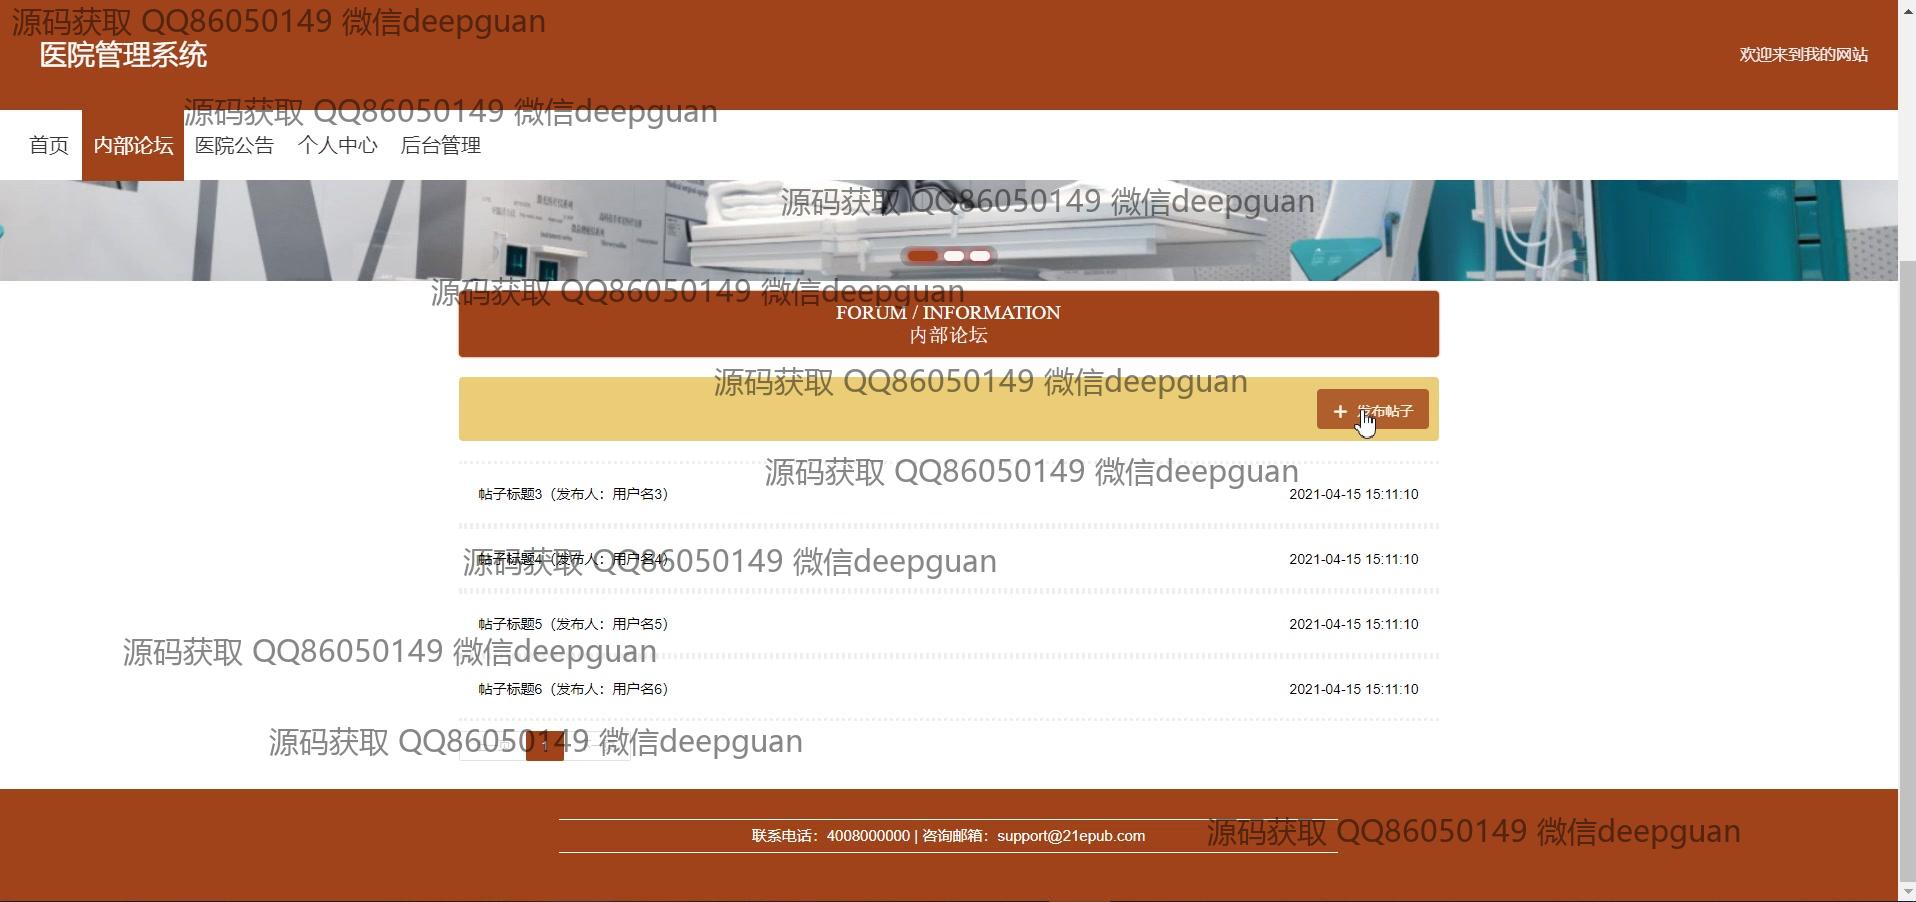 源码获取 QQ86050149 微信deepguan
医院管理系统
欢迎来到我的网站
源码获取 QQ86050149 微信deepguan
首页 内部论坛 医院公告 个人中心 后台管理
源码获取 QQ86050149 微信deepguan
源码获取 QQ86050149 微信deepguan
FORUM / INFORMATION
内部论坛
源码获取 QQ86050149 微信deepguan
发布帖子
源码获取 QQ86050149 微信deepguan
帖子标题3（发布人：用户名3） 2021-04-15 15:11:10
帖子标题4（发布人：用户名4） 2021-04-15 15:11:10
源码获取 QQ86050149 微信deepguan
帖子标题5（发布人：用户名5） 2021-04-15 15:11:10
源码获取 QQ86050149 微信deepguan
帖子标题6（发布人：用户名6） 2021-04-15 15:11:10
源码获取 QQ86050149 微信deepguan
1
联系电话：4008000000 | 咨询邮箱：support@21epub.com
源码获取 QQ86050149 微信deepguan